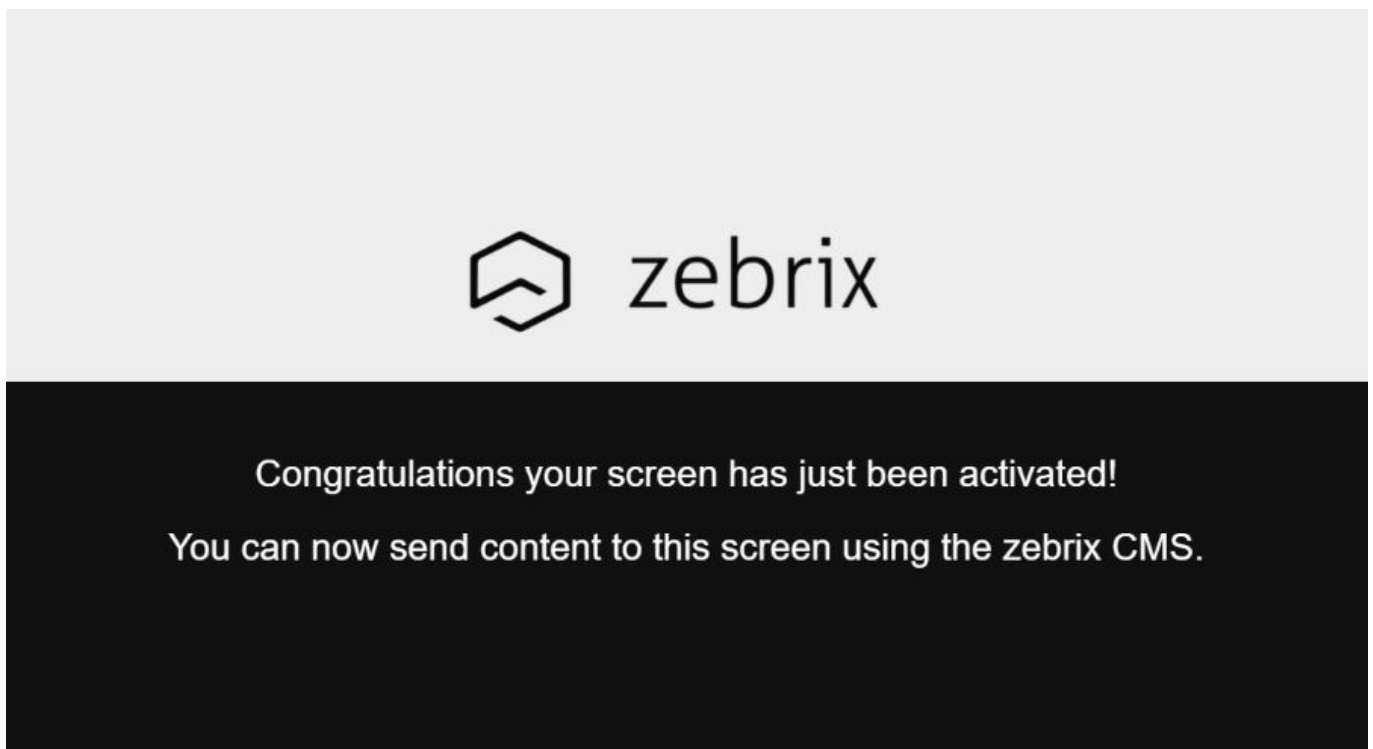 zebrix
Congratulations your screen has just been activated!
You can now send content to this screen using the zebrix CMS.